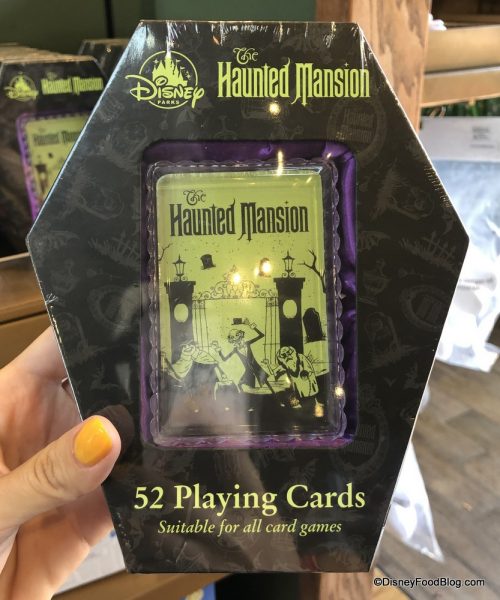 The
Haunted Mansion
Disney
PARKS
The
Haunted Mansion
52 Playing Cards
Suitable for all card games
©DisneyFoodBlog.com